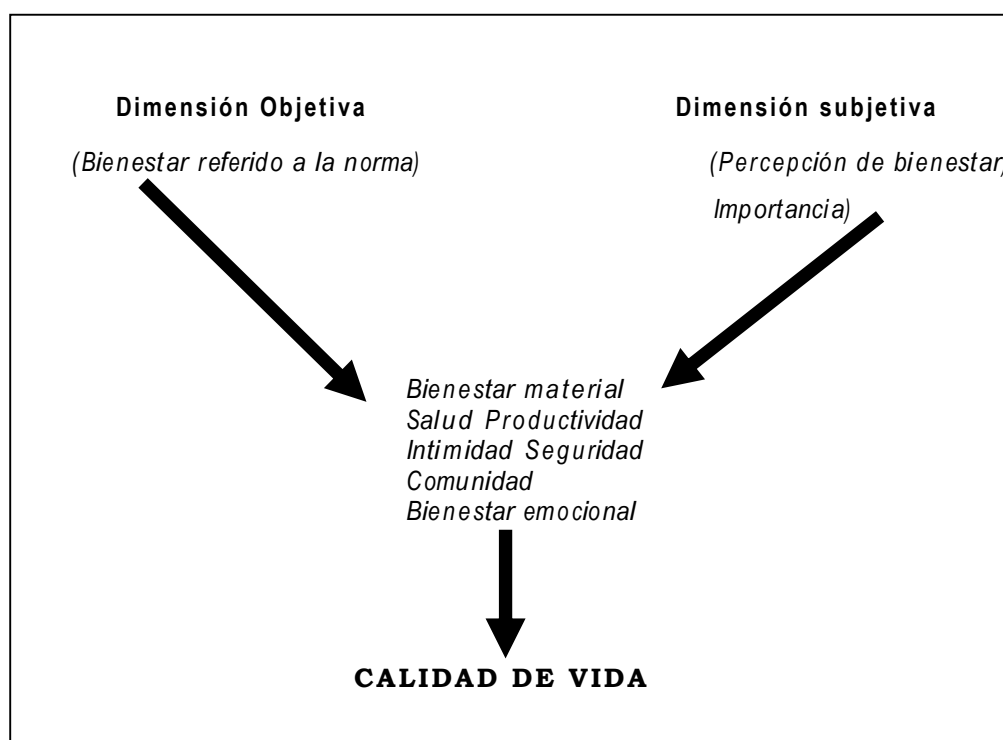 Dimensión Objetiva
(Bienestar referido a la norma)
Dimensión subjetiva
(Percepción de bienestar,
Importancia)
Bienestar material
Salud Productividad
Intimidad Seguridad
Comunidad
Bienestar emocional
CALIDAD DE VIDA